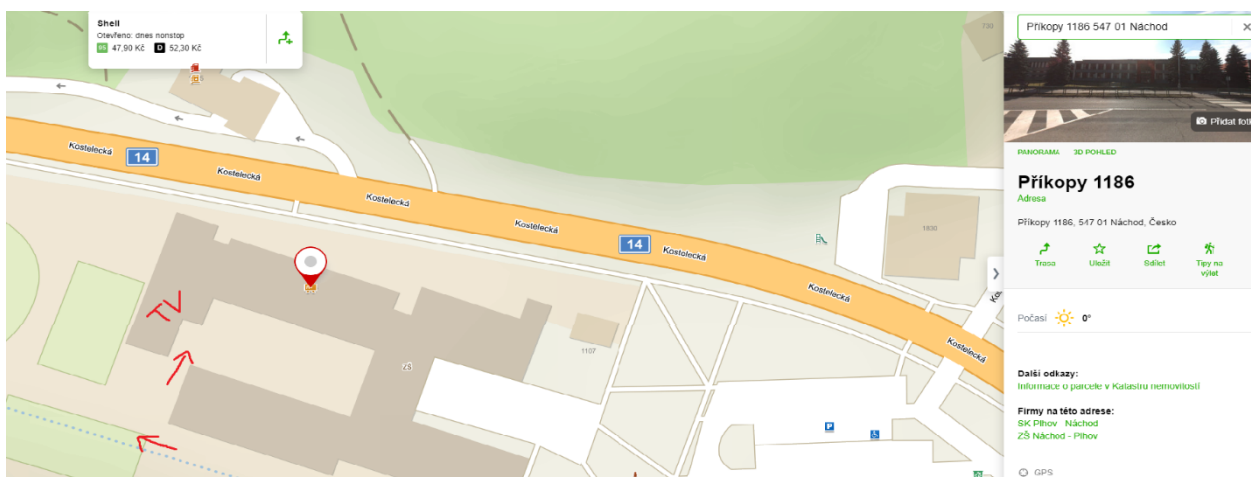 Shell
Otevřeno: dnes nonstop
95 47,90 Kč D 52,30 Kč
730
Kostelecká
14
Kostelecká
Kostelecká
Kostelecká
14
Kostelecká
Kostelecká
Kostelecká
1830
1107
ZŠ
TV
P
Příkopy 1186 547 01 Náchod
Přidat fot
PANORAMA 3D POHLED
Příkopy 1186
Adresa
Příkopy 1186, 547 01 Náchod, Česko
Trasa Uložit Sdílet Tipy na
výlet
Počasí 0°
Další odkazy:
Informace o parcele v Katastru nemovitostí
Firmy na této adrese:
SK Plhov Náchod
ZŠ Náchod - Plhov
GPS